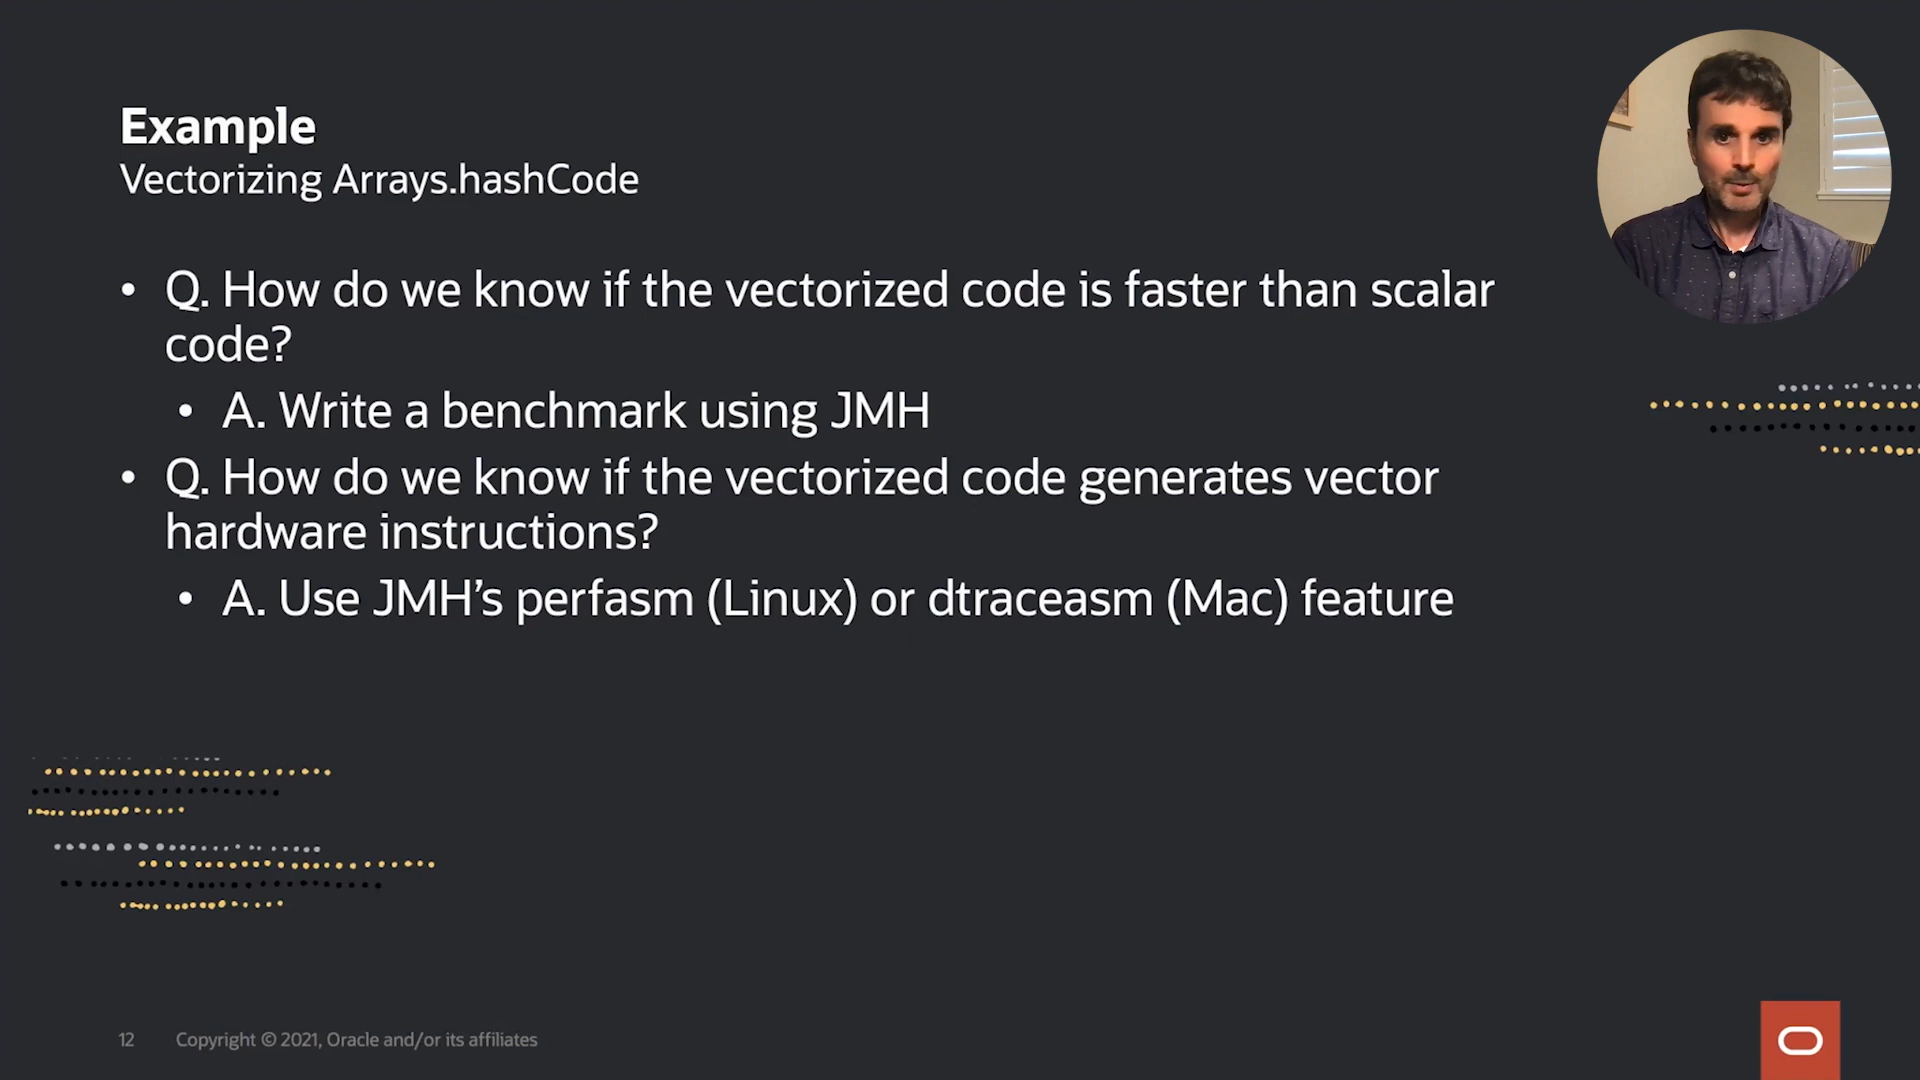 Example
Vectorizing Arrays.hashCode
• Q. How do we know if the vectorized code is faster than scalar
code?
• A. Write a benchmark using JMH
• Q. How do we know if the vectorized code generates vector
hardware instructions?
• A. Use JMH’s perfasm (Linux) or dtraceasm (Mac) feature
12 Copyright © 2021, Oracle and/or its affiliates